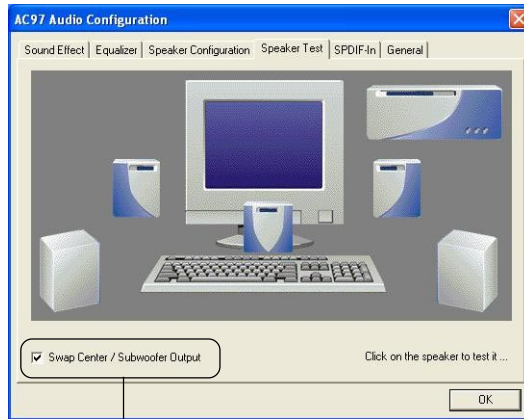 AC97 Audio Configuration
Sound Effect Equalizer Speaker Configuration Speaker Test SPDIF-In General
Swap Center / Subwoofer Output Click on the speaker to test it ...
OK